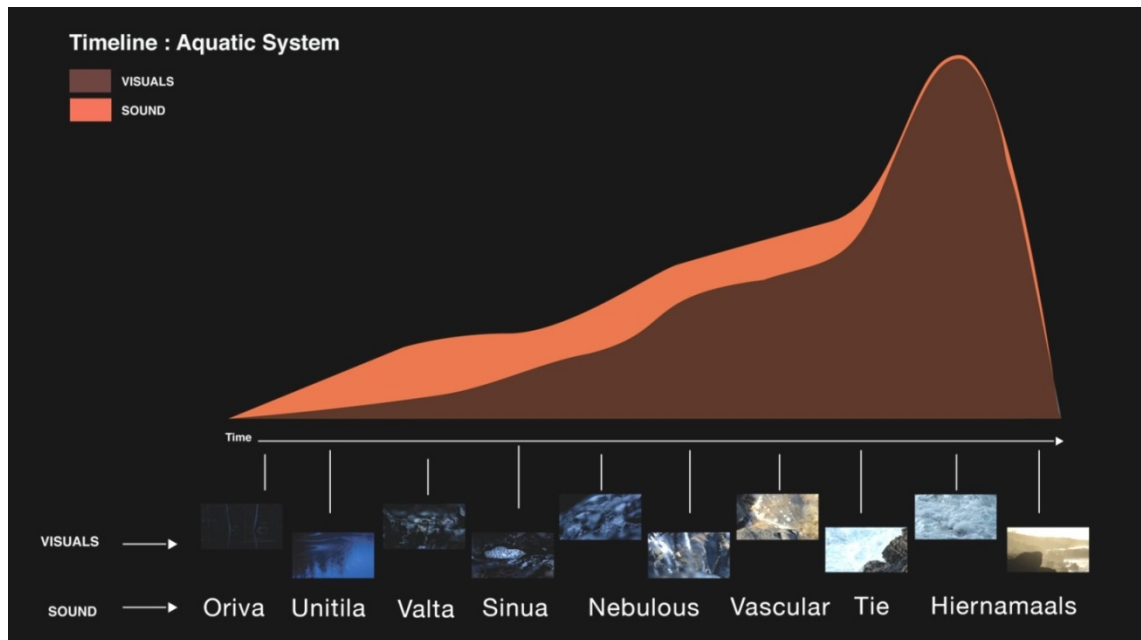 Timeline : Aquatic System
VISUALS
SOUND
Time
VISUALS
SOUND
Oriva Unitila Valta Sinua Nebulous Vascular Tie Hiernamaals